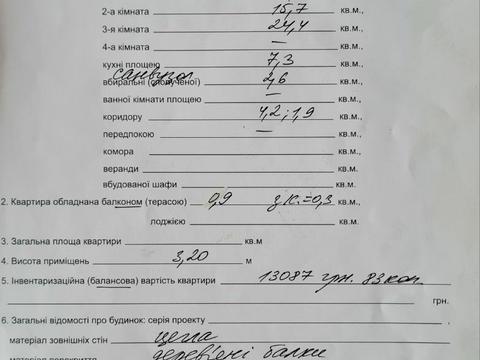 2-а кімната 15,7 кв.м.,
3-я кімната 24,4 кв.м.
4-а кімната — кв.м.
кухні площею 7,3 кв.м.,
санвузол
вбиральні ( ) 2,6 кв.м.,
ванної кімнати площею — кв.м.
коридору 4,2; 1,9 кв.м.,
передпокою — кв.м.,
комора кв.м.,
веранди кв.м.
вбудованої шафи кв.м.
2. Квартира обладнана балконом (терасою) 0,9 з к.=0,3 кв.м.,
лоджією кв.м.
3. Загальна площа квартири кв.м
4. Висота приміщень 3,20 м
5. Інвентаризаційна (балансова) вартість квартири 13087 грн. 83 коп.
грн.
6. Загальні відомості про будинок: серія проекту
матеріал зовнішніх стін цегла
матеріал перекриття дерев'яні балки